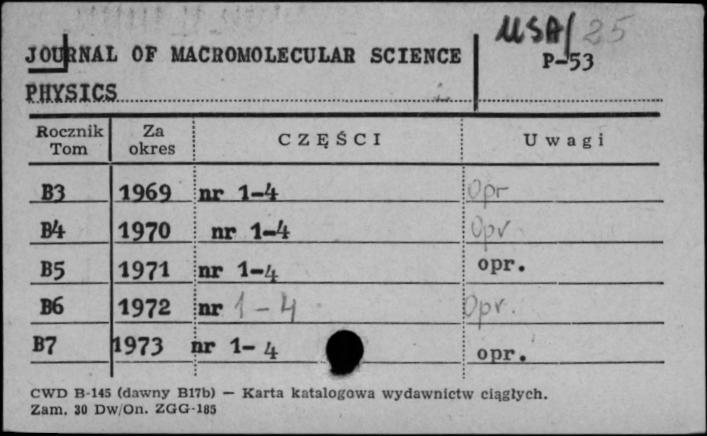 USA/25
JOURNAL OF MACROMOLECULAR SCIENCE P-53
PHYSICS
Rocznik Tom Za okres CZĘŚCI Uwagi
B3 1969 nr 1-4 Opr
B4 1970 nr 1-4 Opr.
B5 1971 nr 1-4 opr.
B6 1972 nr 1-4 Opr.
B7 1973 nr 1-4 opr.
CWD B-145 (dawny B17b) — Karta katalogowa wydawnictw ciągłych.
Zam. 30 Dw/On. ZGG-185